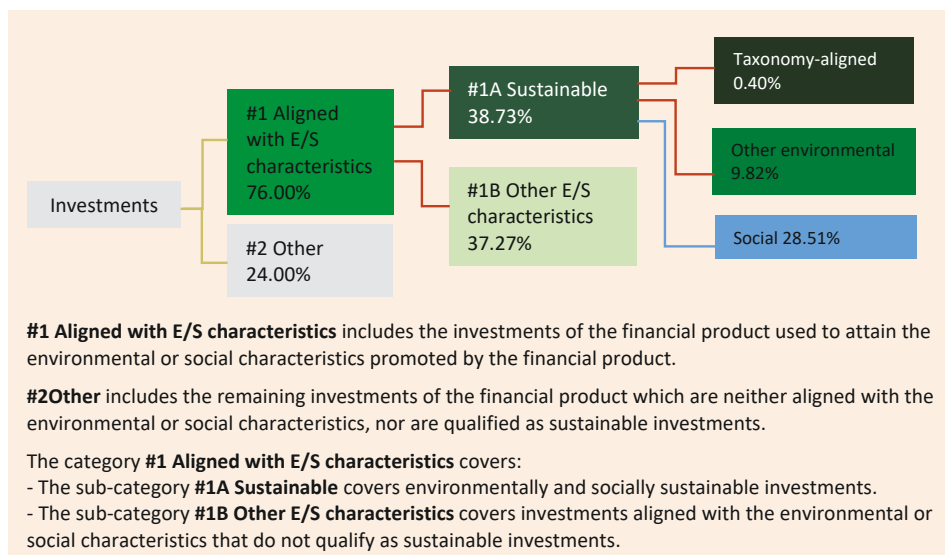 Investments
#1 Aligned
with E/S
characteristics
76.00%
#2 Other
24.00%
#1A Sustainable
38.73%
#1B Other E/S
characteristics
37.27%
Taxonomy-aligned
0.40%
Other environmental
9.82%
Social 28.51%
#1 Aligned with E/S characteristics includes the investments of the financial product used to attain the
environmental or social characteristics promoted by the financial product.
#2Other includes the remaining investments of the financial product which are neither aligned with the
environmental or social characteristics, nor are qualified as sustainable investments.
The category #1 Aligned with E/S characteristics covers:
- The sub-category #1A Sustainable covers environmentally and socially sustainable investments.
- The sub-category #1B Other E/S characteristics covers investments aligned with the environmental or
social characteristics that do not qualify as sustainable investments.